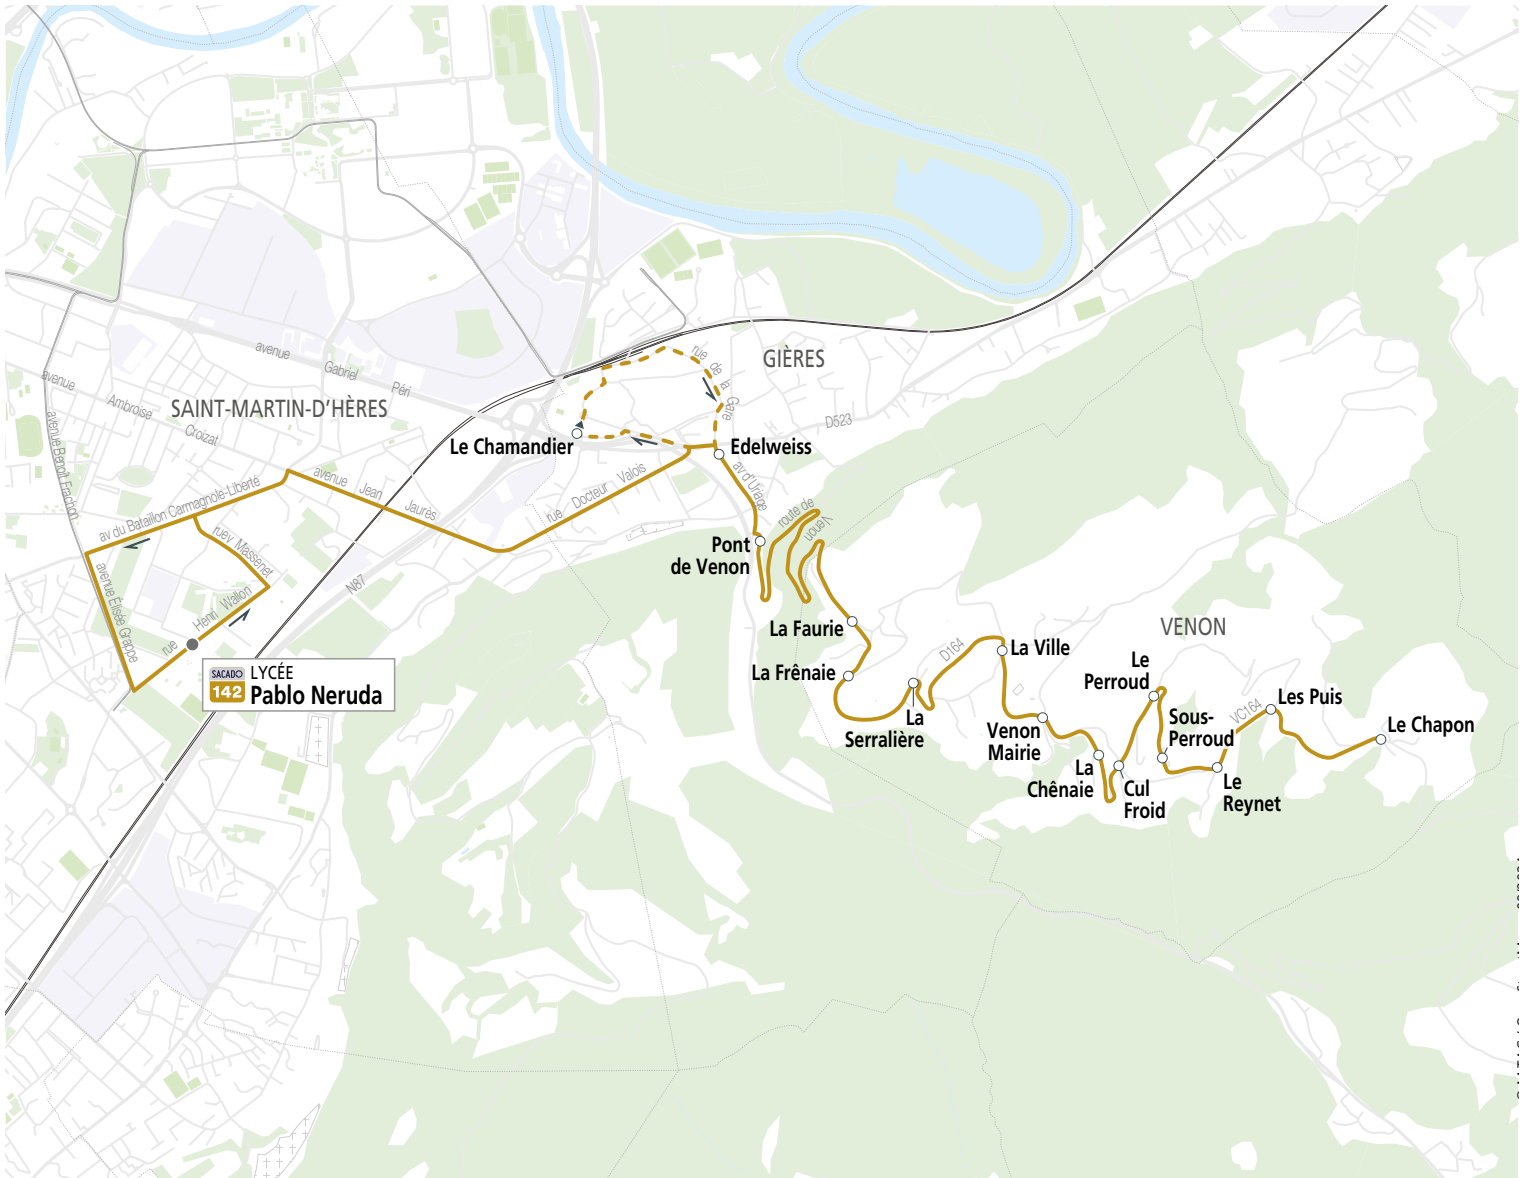 avenue
Gabriel
Péri
avenue
Ambroise
Croizat
SAINT-MARTIN-D'HÈRES
avenue Benoît Frachon
GIÈRES
rue de la Gare
D523
Le Chamandier
Edelweiss
av d'Uriage
avenue Jean Jaurès
rue Docteur Valois
av du Bataillon Carmagnole-Liberté
ruev Massenet
avenue Élisée Grappe
rue Henri Wallon
N87
route de
Venon
Pont
de Venon
SACADO
142
LYCÉE
Pablo Neruda
La Faurie
La Frênaie
La
Serralière
D164
La Ville
VENON
Venon
Mairie
La
Chênaie
Cul
Froid
Le
Perroud
Sous-
Perroud
Le
Reynet
VC164
Les Puis
Le Chapon